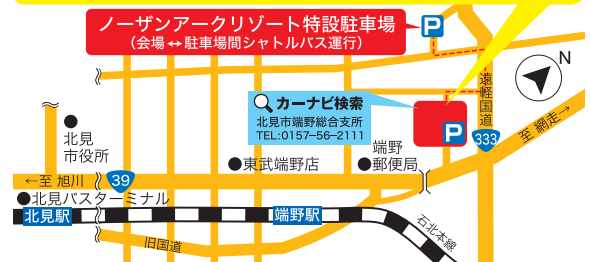 ノーザンアークリゾート特設駐車場
(会場↔駐車場間シャトルバス運行)
P
N
遠軽国道
カーナビ検索
北見市端野総合支所
TEL:0157-56-2111
P
333
至 網走→
●
北見
市役所
端野
●郵便局
●東武端野店
←至 旭川
39
●北見バスターミナル
北見駅
端野駅
旧国道
石北本線